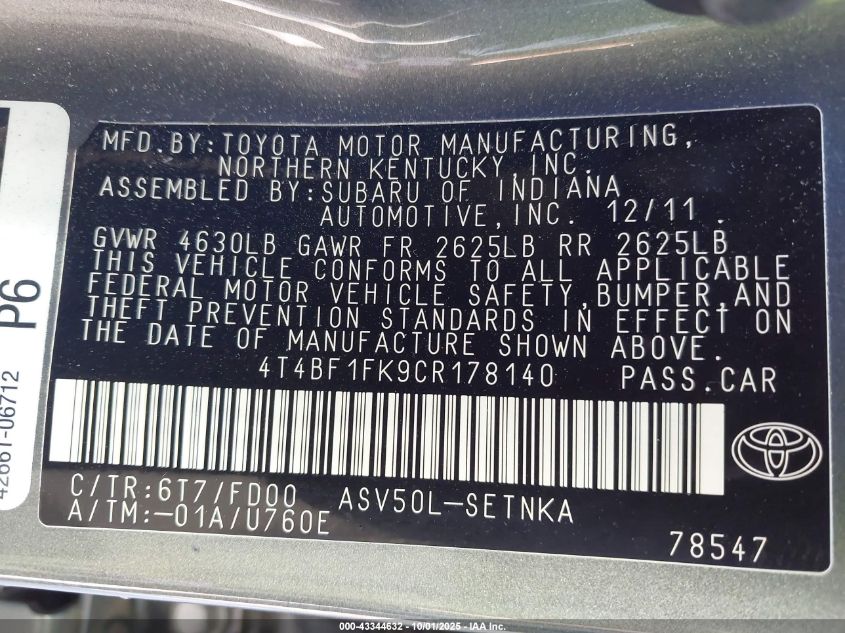 MFD.BY:TOYOTA MOTOR MANUFACTURING,
NORTHERN KENTUCKY,INC.
ASSEMBLED BY:SUBARU OF INDIANA
AUTOMOTIVE,INC. 12/11.
GVWR 4630LB GAWR FR 2625LB RR 2625LB
THIS VEHICLE CONFORMS TO ALL APPLICABLE
FEDERAL MOTOR VEHICLE SAFETY,BUMPER,AND
THEFT PREVENTION STANDARDS IN EFFECT ON
THE DATE OF MANUFACTURE SHOWN ABOVE.
4T4BF1FK9CR178140 PASS.CAR
C/TR:6T7/FD00 ASV50L-SETNKA
A/TM:-01A/U760E
78547
P6
42661-06712
000-43344632 - 10/01/2025 - IAA Inc.